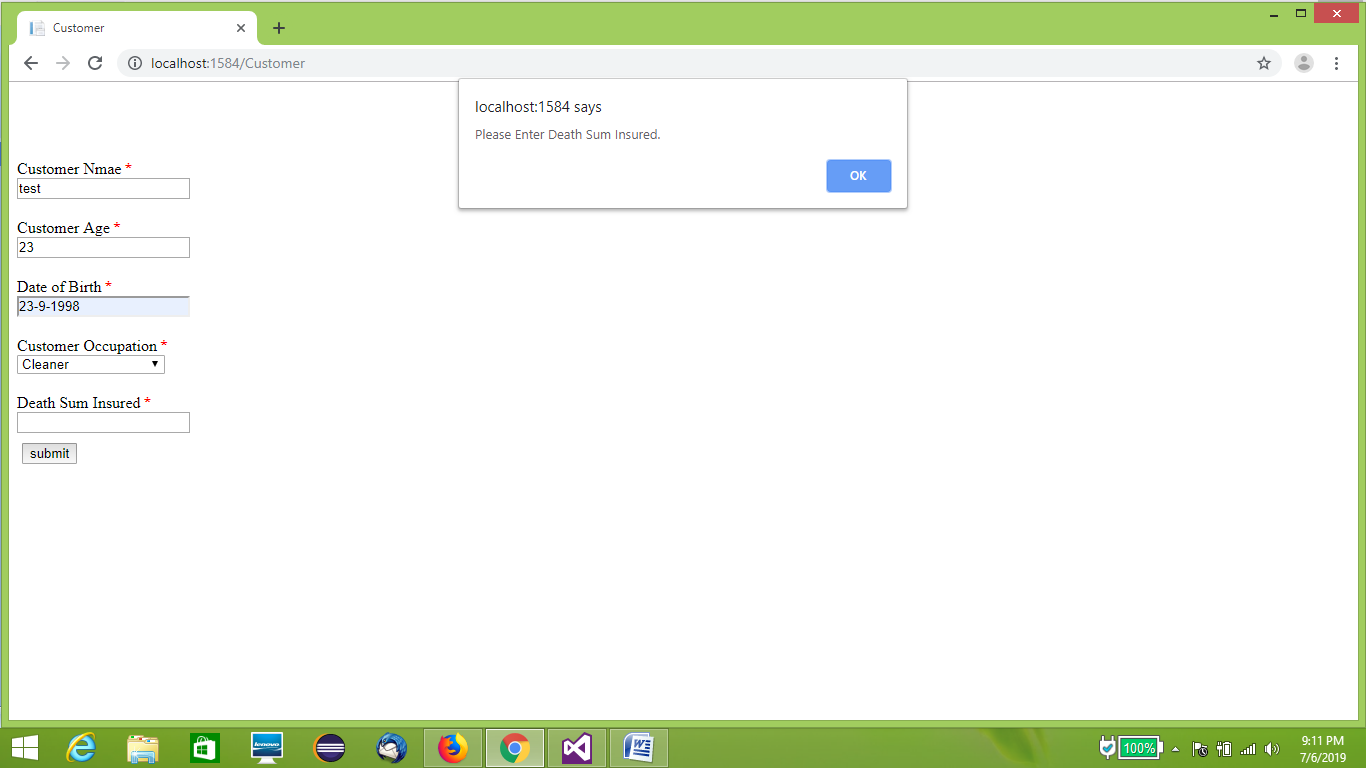 Customer
localhost:1584/Customer
localhost:1584 says
Please Enter Death Sum Insured.
OK
Customer Nmae *
test
Customer Age *
23
Date of Birth *
23-9-1998
Customer Occupation *
Cleaner
Death Sum Insured *
submit
lenovo
100%
9:11 PM
7/6/2019